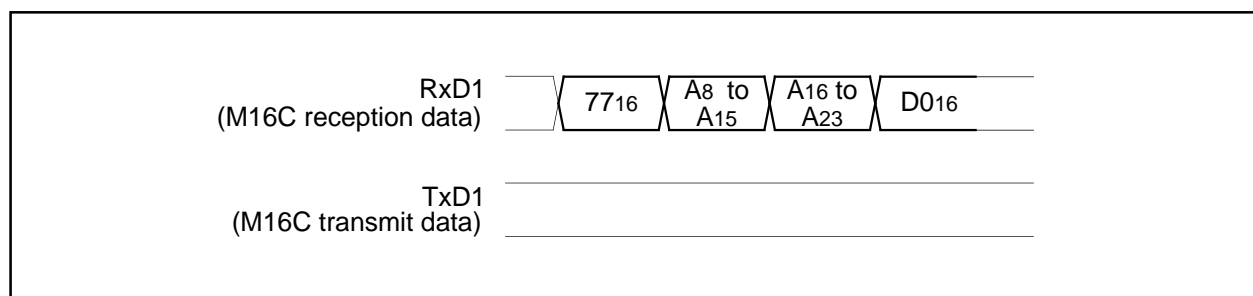 RxD1
(M16C reception data)
7716
A8 to
A15
A16 to
A23
D016
TxD1
(M16C transmit data)